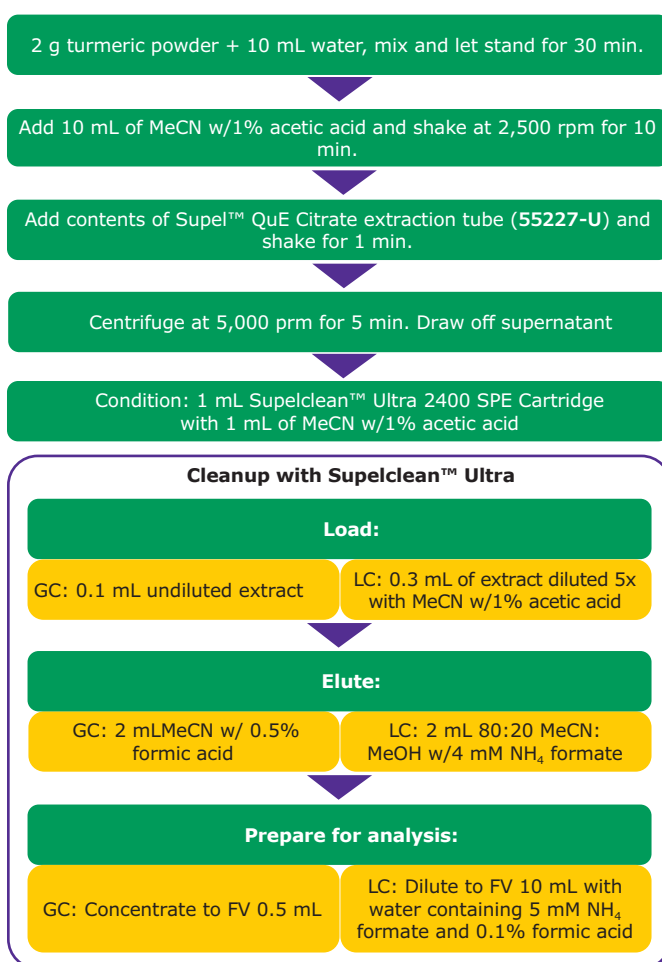 2 g turmeric powder + 10 mL water, mix and let stand for 30 min.
Add 10 mL of MeCN w/1% acetic acid and shake at 2,500 rpm for 10
min.
Add contents of Supel™ QuE Citrate extraction tube (55227-U) and
shake for 1 min.
Centrifuge at 5,000 prm for 5 min. Draw off supernatant
Condition: 1 mL Supelclean™ Ultra 2400 SPE Cartridge
with 1 mL of MeCN w/1% acetic acid
Cleanup with Supelclean™ Ultra
Load:
GC: 0.1 mL undiluted extract
LC: 0.3 mL of extract diluted 5x
with MeCN w/1% acetic acid
Elute:
GC: 2 mLMeCN w/ 0.5%
formic acid
LC: 2 mL 80:20 MeCN:
MeOH w/4 mM NH₄ formate
Prepare for analysis:
GC: Concentrate to FV 0.5 mL
LC: Dilute to FV 10 mL with
water containing 5 mM NH₄
formate and 0.1% formic acid